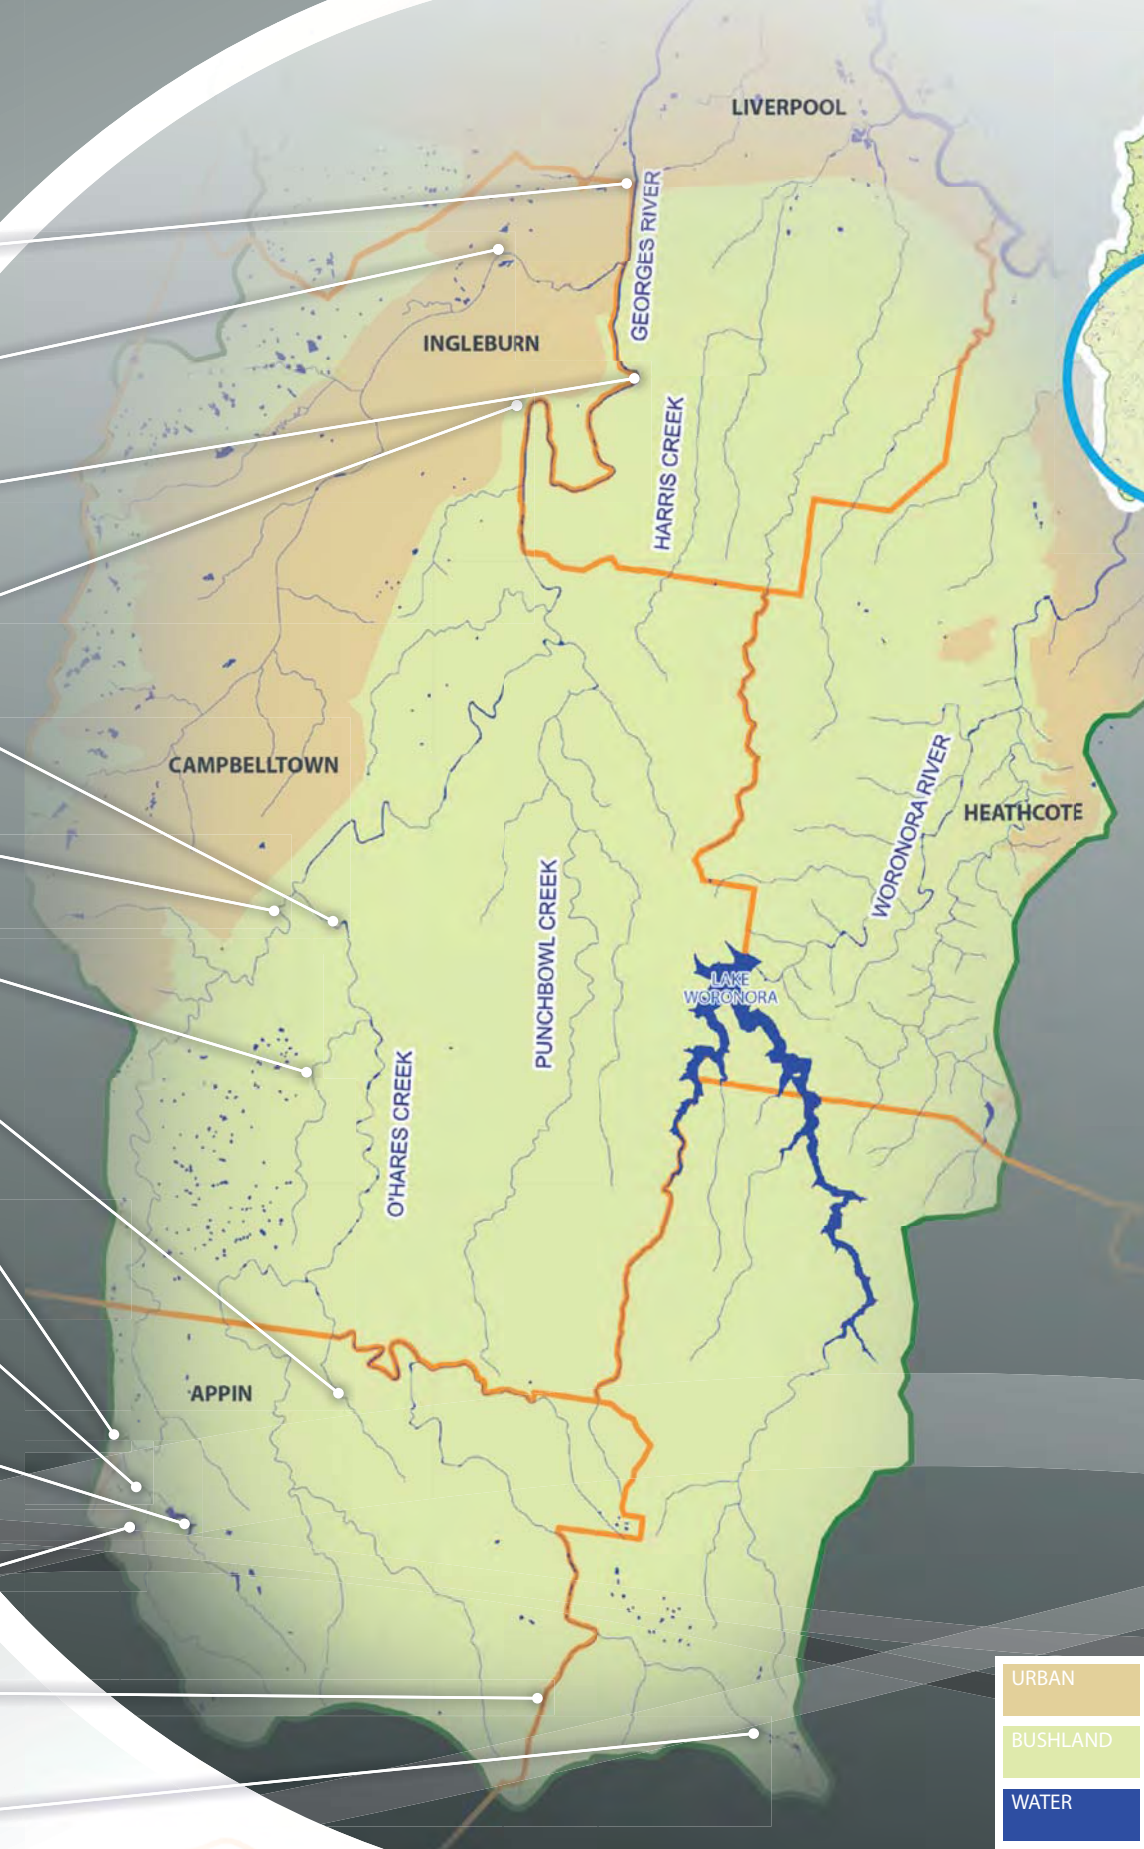 LIVERPOOL
GEORGES RIVER
INGLEBURN
HARRIS CREEK
CAMPBELLTOWN
WORONORA RIVER
HEATHCOTE
PUNCHBOWL CREEK
LAKE
WORONORA
O'HARES CREEK
APPIN
URBAN
BUSHLAND
WATER